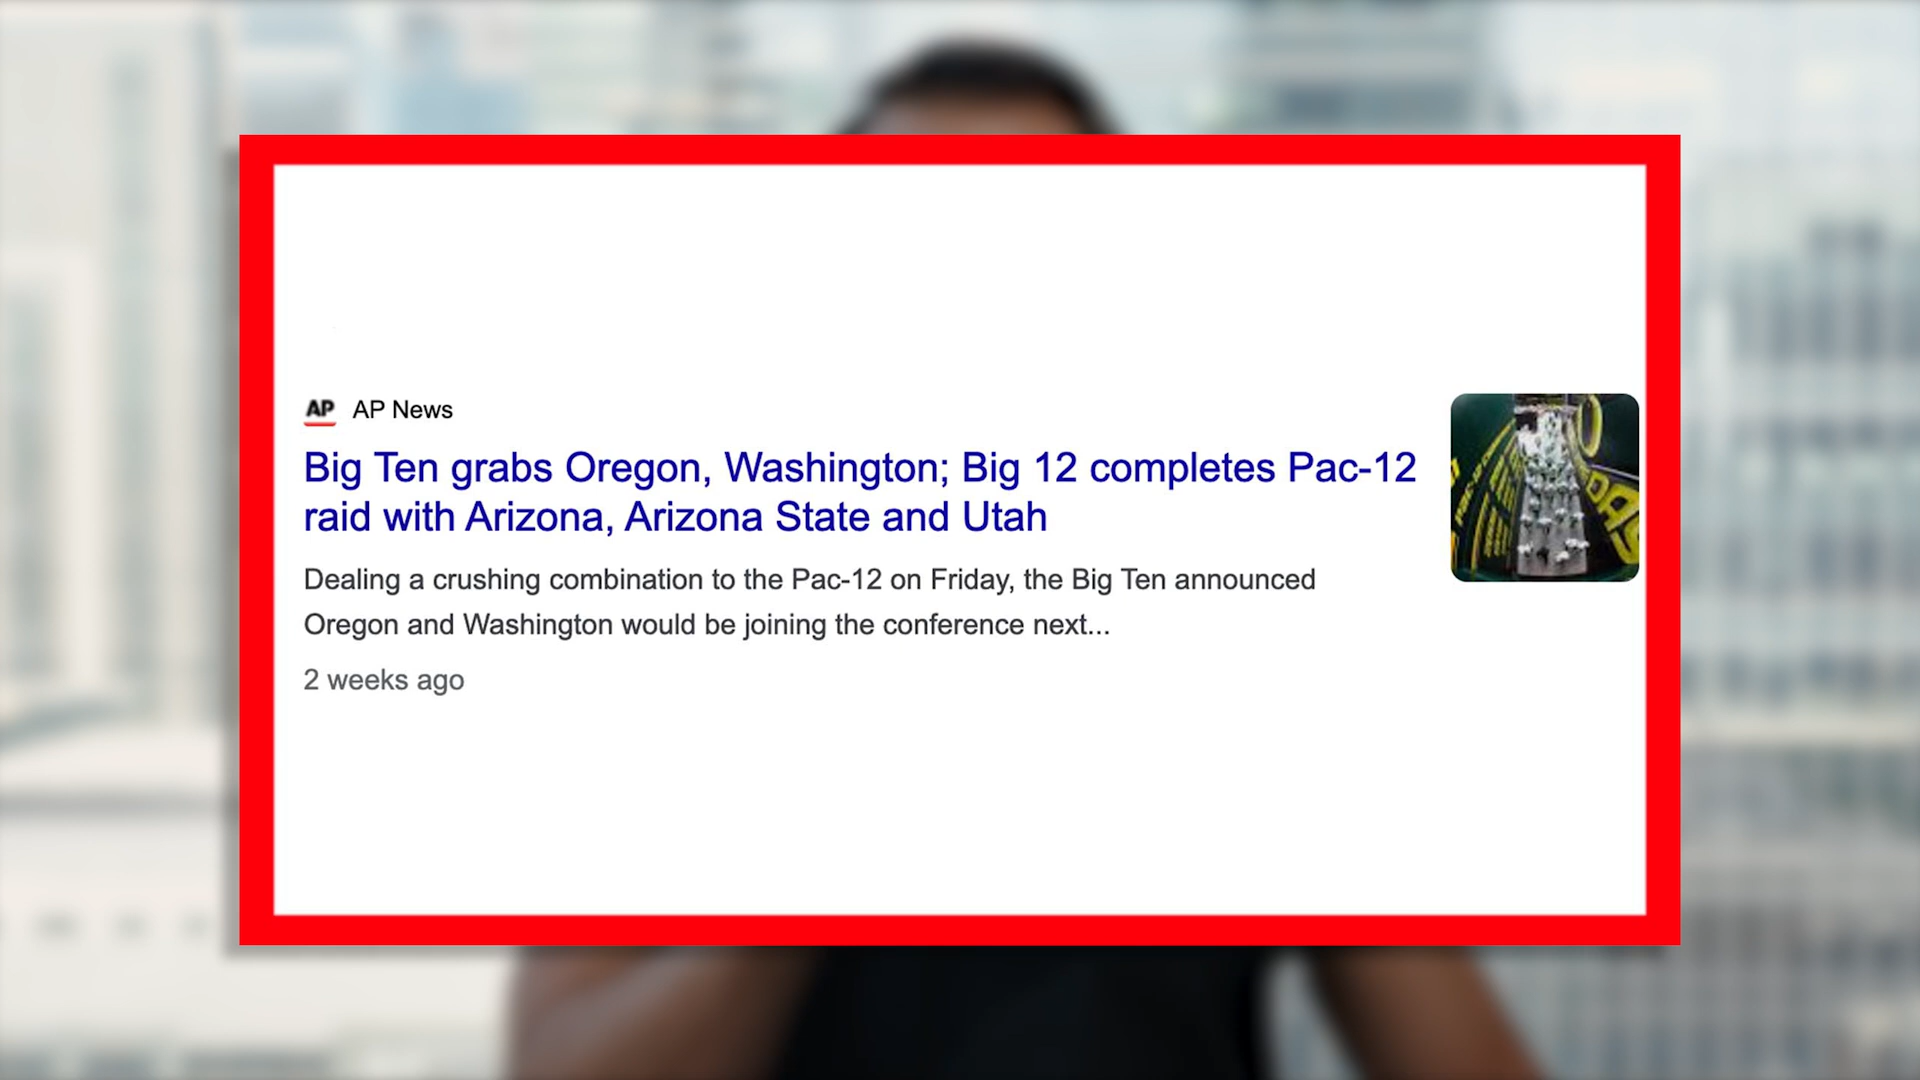 AP AP News
Big Ten grabs Oregon, Washington; Big 12 completes Pac-12
raid with Arizona, Arizona State and Utah
Dealing a crushing combination to the Pac-12 on Friday, the Big Ten announced
Oregon and Washington would be joining the conference next...
2 weeks ago